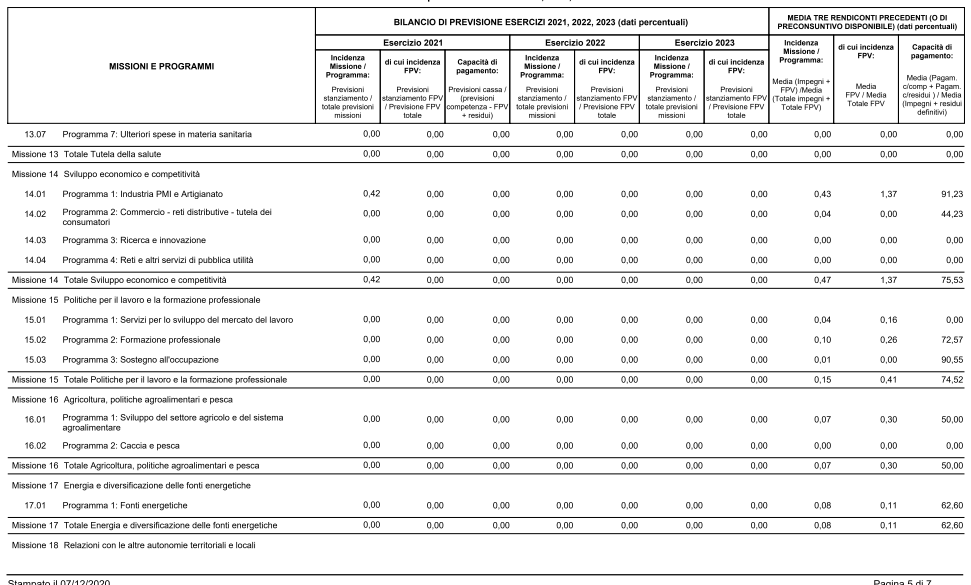 BILANCIO DI PREVISIONE ESERCIZI 2021, 2022, 2023 (dati percentuali)
MEDIA TRE RENDICONTI PRECEDENTI (O DI PRECONSUNTIVO DISPONIBILE) (dati percentuali)
MISSIONI E PROGRAMMI
Esercizio 2021
Esercizio 2022
Esercizio 2023
Incidenza Missione / Programma: Previsioni stanziamento / totale previsioni missioni
di cui incidenza FPV: Previsioni stanziamento FPV / Previsione FPV totale
Capacità di pagamento: Previsioni cassa / (previsioni competenza - FPV + residui)
Incidenza Missione / Programma: Previsioni stanziamento / totale previsioni missioni
di cui incidenza FPV: Previsioni stanziamento FPV / Previsione FPV totale
Incidenza Missione / Programma: Previsioni stanziamento / totale previsioni missioni
di cui incidenza FPV: Previsioni stanziamento FPV / Previsione FPV totale
Incidenza Missione / Programma: Media (Impegni + FPV) /Media (Totale impegni + Totale FPV)
di cui incidenza FPV: Media FPV / Media Totale FPV
Capacità di pagamento: Media (Pagam. c/comp + Pagam. c/residui ) / Media (Impegni + residui definitivi)
13.07 Programma 7: Ulteriori spese in materia sanitaria 0,00 0,00 0,00 0,00 0,00 0,00 0,00 0,00 0,00 0,00
Missione 13 Totale Tutela della salute 0,00 0,00 0,00 0,00 0,00 0,00 0,00 0,00 0,00 0,00
Missione 14 Sviluppo economico e competitività
14.01 Programma 1: Industria PMI e Artigianato 0,42 0,00 0,00 0,00 0,00 0,00 0,00 0,43 1,37 91,23
14.02 Programma 2: Commercio - reti distributive - tutela dei consumatori 0,00 0,00 0,00 0,00 0,00 0,00 0,00 0,04 0,00 44,23
14.03 Programma 3: Ricerca e innovazione 0,00 0,00 0,00 0,00 0,00 0,00 0,00 0,00 0,00 0,00
14.04 Programma 4: Reti e altri servizi di pubblica utilità 0,00 0,00 0,00 0,00 0,00 0,00 0,00 0,00 0,00 0,00
Missione 14 Totale Sviluppo economico e competitività 0,42 0,00 0,00 0,00 0,00 0,00 0,00 0,47 1,37 75,53
Missione 15 Politiche per il lavoro e la formazione professionale
15.01 Programma 1: Servizi per lo sviluppo del mercato del lavoro 0,00 0,00 0,00 0,00 0,00 0,00 0,00 0,04 0,16 0,00
15.02 Programma 2: Formazione professionale 0,00 0,00 0,00 0,00 0,00 0,00 0,00 0,10 0,26 72,57
15.03 Programma 3: Sostegno all'occupazione 0,00 0,00 0,00 0,00 0,00 0,00 0,00 0,01 0,00 90,55
Missione 15 Totale Politiche per il lavoro e la formazione professionale 0,00 0,00 0,00 0,00 0,00 0,00 0,00 0,15 0,41 74,52
Missione 16 Agricoltura, politiche agroalimentari e pesca
16.01 Programma 1: Sviluppo del settore agricolo e del sistema agroalimentare 0,00 0,00 0,00 0,00 0,00 0,00 0,00 0,07 0,30 50,00
16.02 Programma 2: Caccia e pesca 0,00 0,00 0,00 0,00 0,00 0,00 0,00 0,00 0,00 0,00
Missione 16 Totale Agricoltura, politiche agroalimentari e pesca 0,00 0,00 0,00 0,00 0,00 0,00 0,00 0,07 0,30 50,00
Missione 17 Energia e diversificazione delle fonti energetiche
17.01 Programma 1: Fonti energetiche 0,00 0,00 0,00 0,00 0,00 0,00 0,00 0,08 0,11 62,60
Missione 17 Totale Energia e diversificazione delle fonti energetiche 0,00 0,00 0,00 0,00 0,00 0,00 0,00 0,08 0,11 62,60
Missione 18 Relazioni con le altre autonomie territoriali e locali
Stampato il 07/12/2020 Pagina 5 di 7